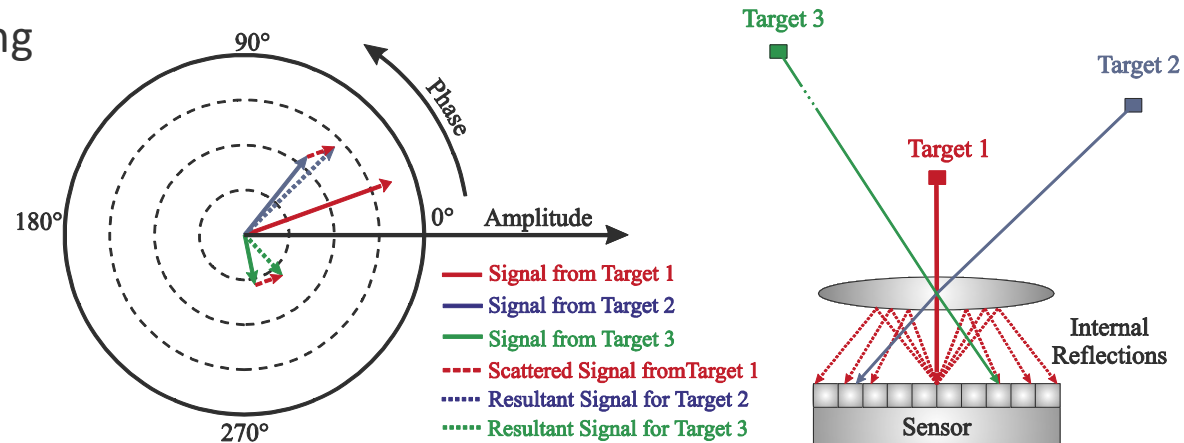 ng
90°
Phase
180°
0°
Amplitude
270°
Signal from Target 1
Signal from Target 2
Signal from Target 3
Scattered Signal fromTarget 1
Resultant Signal for Target 2
Resultant Signal for Target 3
Target 3
Target 2
Target 1
Internal
Reflections
Sensor